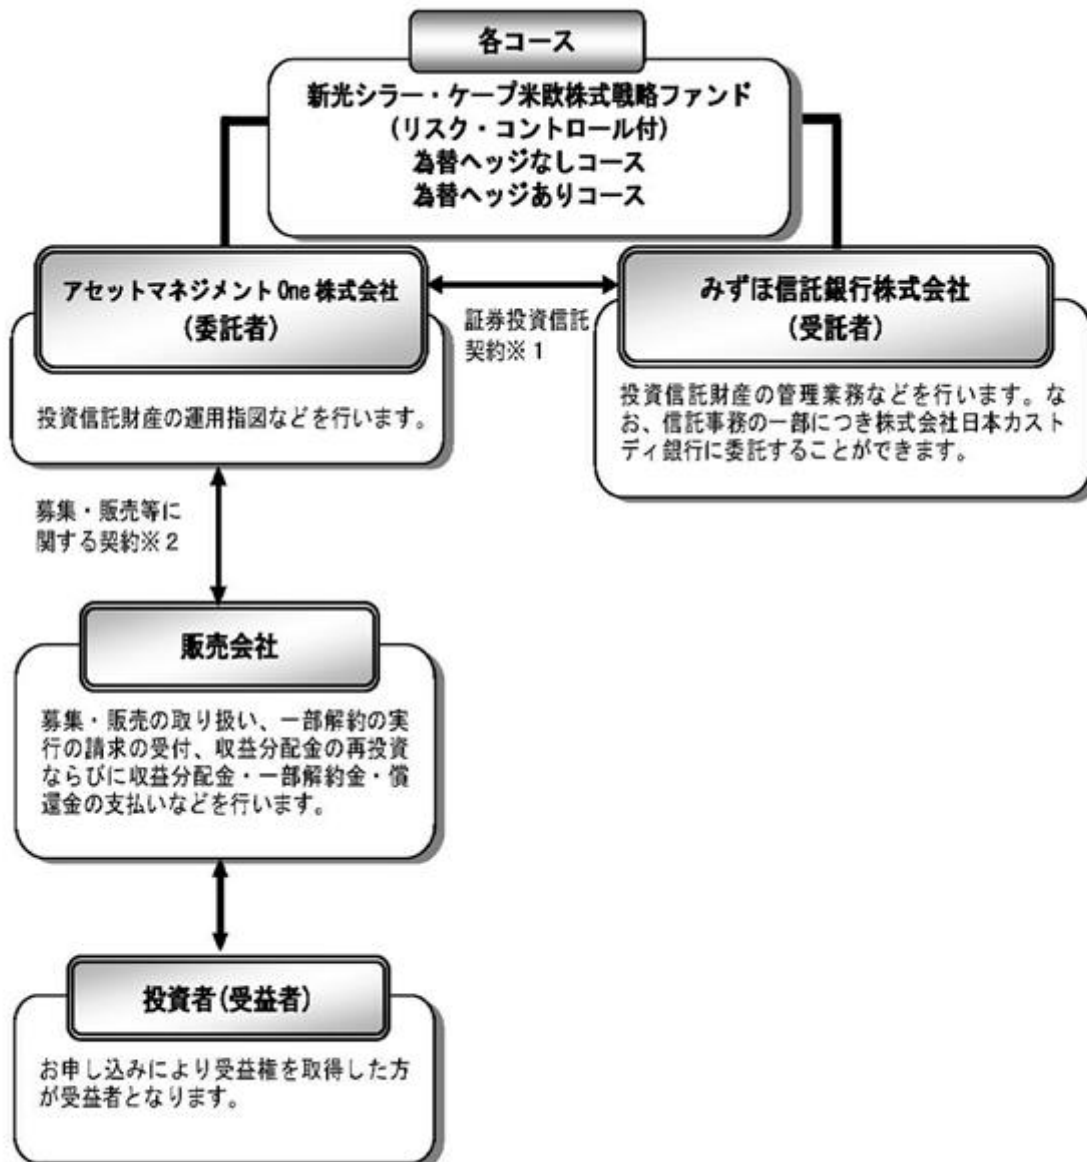 各コース
新光シラー・ケープ米欧株式戦略ファンド
(リスク・コントロール付)
為替ヘッジなしコース
為替ヘッジありコース
アセットマネジメント One 株式会社
(委託者)
投資信託財産の運用指図などを行います。
証券投資信託
契約※1
みずほ信託銀行株式会社
(受託者)
投資信託財産の管理業務などを行います。な
お、信託事務の一部につき株式会社日本カスト
ディ銀行に委託することができます。
募集・販売等に
関する契約※2
販売会社
募集・販売の取り扱い、一部解約の実
行の請求の受付、収益分配金の再投資
ならびに収益分配金・一部解約金・償
還金の支払いなどを行います。
投資者(受益者)
お申し込みにより受益権を取得した方
が受益者となります。